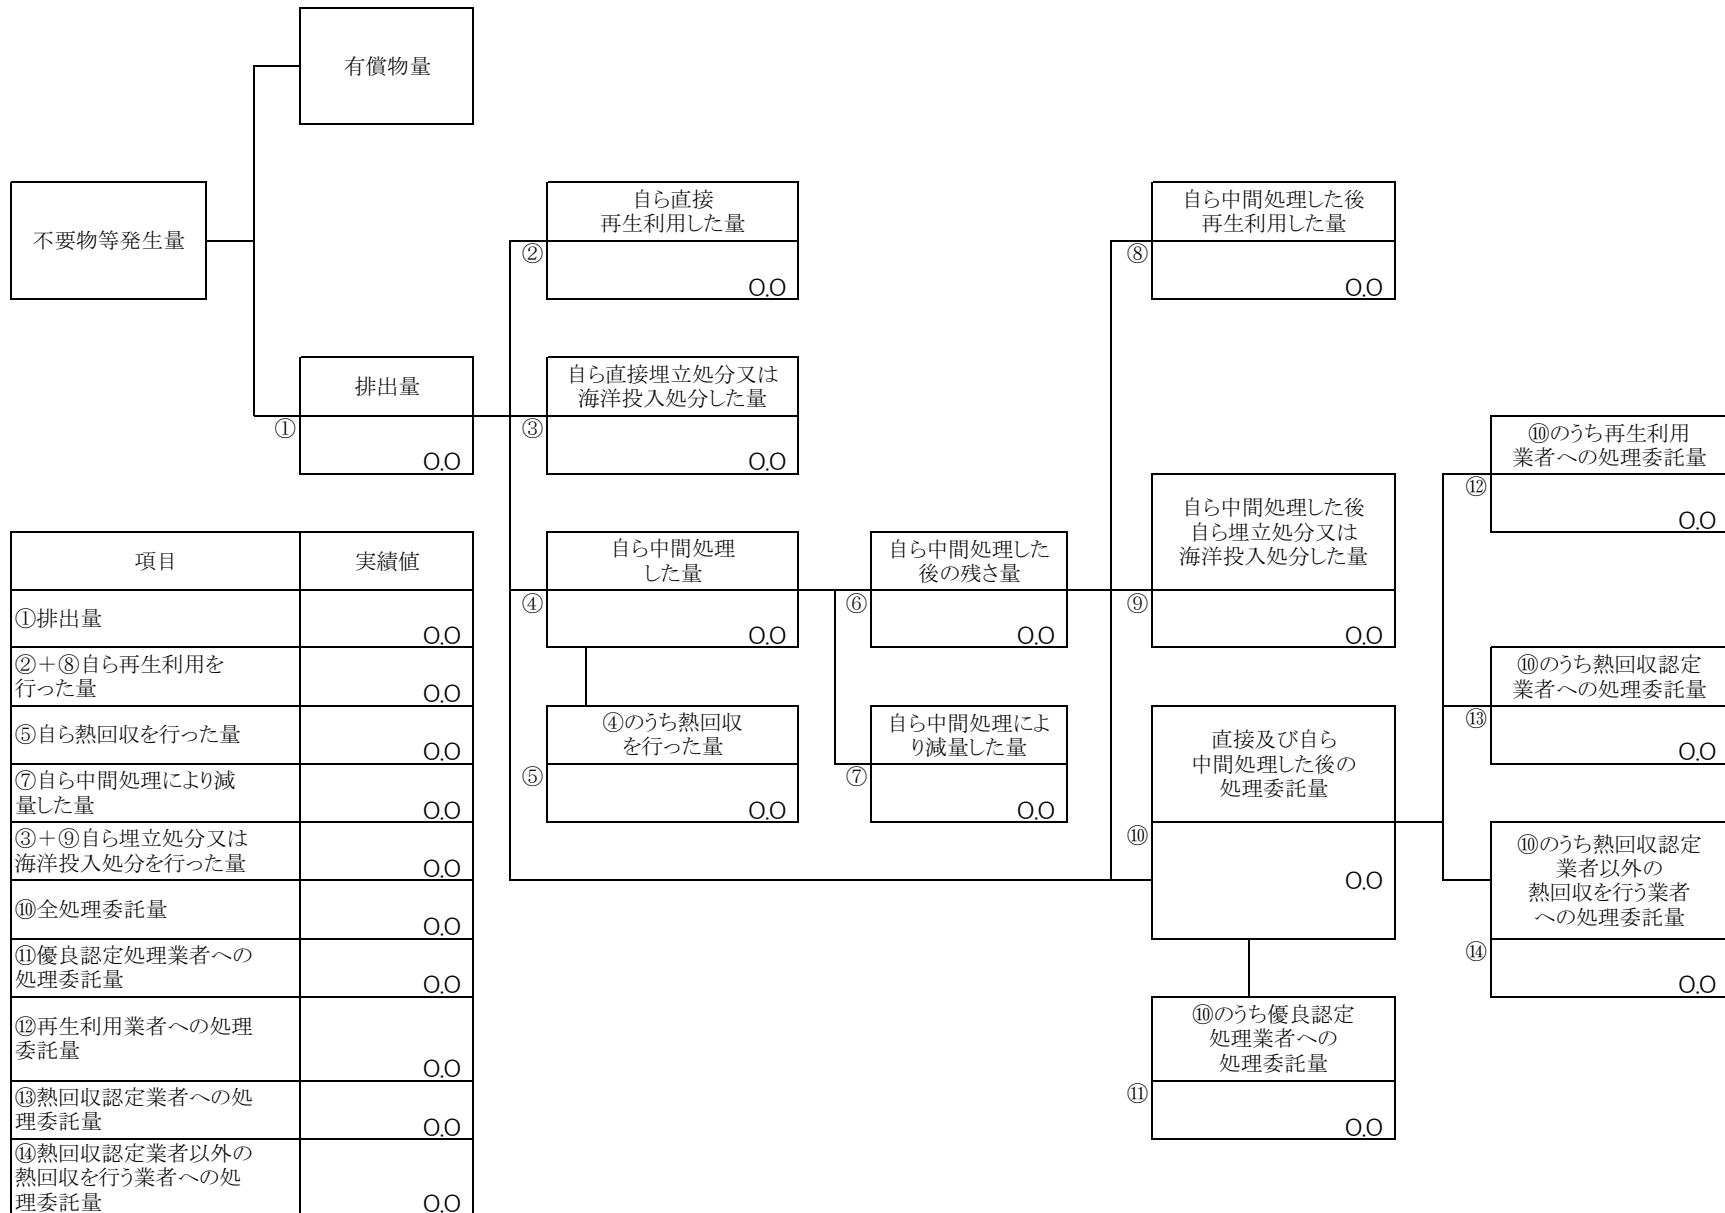 有償物量
不要物等発生量
自ら直接
再生利用した量
②
0.0
自ら中間処理した後
再生利用した量
⑧
0.0
排出量
①
0.0
自ら直接埋立処分又は
海洋投入処分した量
③
0.0
⑩のうち再生利用
業者への処理委託量
⑫
0.0
自ら中間処理
した量
④
0.0
自ら中間処理した
後の残さ量
⑥
0.0
自ら中間処理した後
自ら埋立処分又は
海洋投入処分した量
⑨
0.0
⑩のうち熱回収認定
業者への処理委託量
⑬
0.0
④のうち熱回収
を行った量
⑤
0.0
自ら中間処理によ
り減量した量
⑦
0.0
直接及び自ら
中間処理した後の
処理委託量
⑩
0.0
⑩のうち熱回収認定
業者以外の
熱回収を行う業者
への処理委託量
⑭
0.0
⑩のうち優良認定
処理業者への
処理委託量
⑪
0.0
項目 実績値
①排出量
0.0
②+⑧自ら再生利用を
行った量
0.0
⑤自ら熱回収を行った量
0.0
⑦自ら中間処理により減
量した量
0.0
③+⑨自ら埋立処分又は
海洋投入処分を行った量
0.0
⑩全処理委託量
0.0
⑪優良認定処理業者への
処理委託量
0.0
⑫再生利用業者への処理
委託量
0.0
⑬熱回収認定業者への処
理委託量
0.0
⑭熱回収認定業者以外の
熱回収を行う業者への処
理委託量
0.0